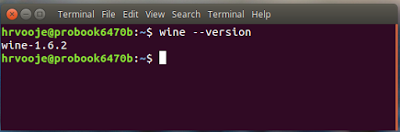 Terminal File Edit View Search Terminal Help
hrvooje@probook6470b:~$ wine --version
wine-1.6.2
hrvooje@probook6470b:~$